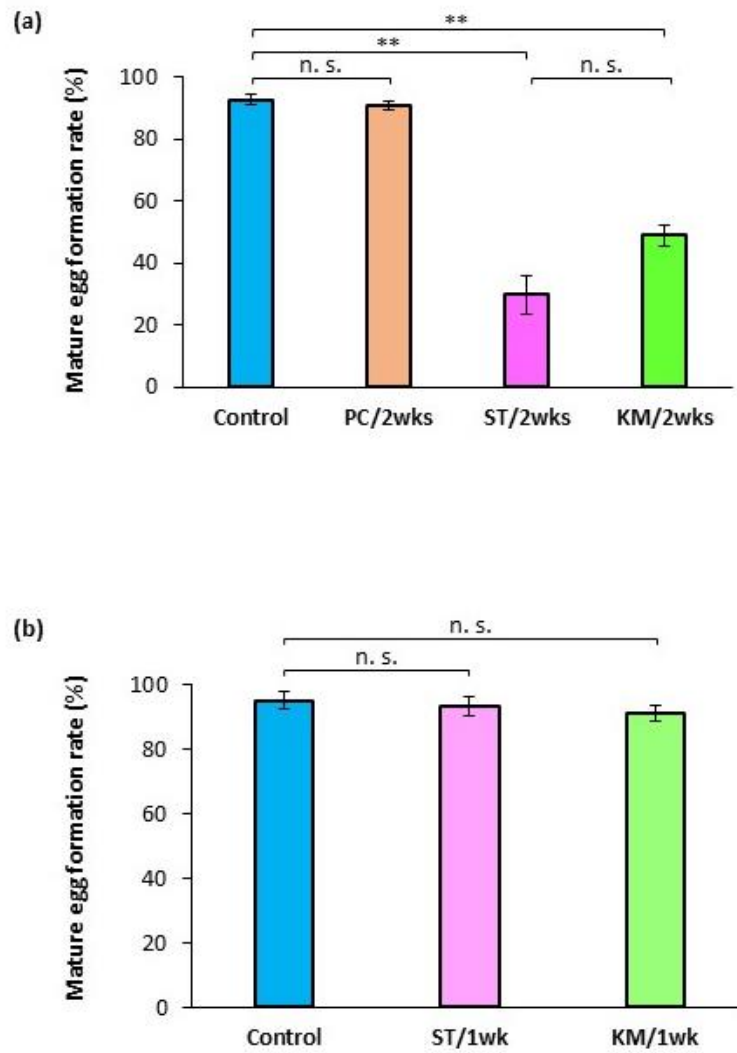 (a)
**
**
n. s.
n. s.
Mature egg formation rate (%)
100
80
60
40
20
0
Control
PC/2wks
ST/2wks
KM/2wks
(b)
n. s.
n. s.
Mature egg formation rate (%)
100
80
60
40
20
0
Control
ST/1wk
KM/1wk